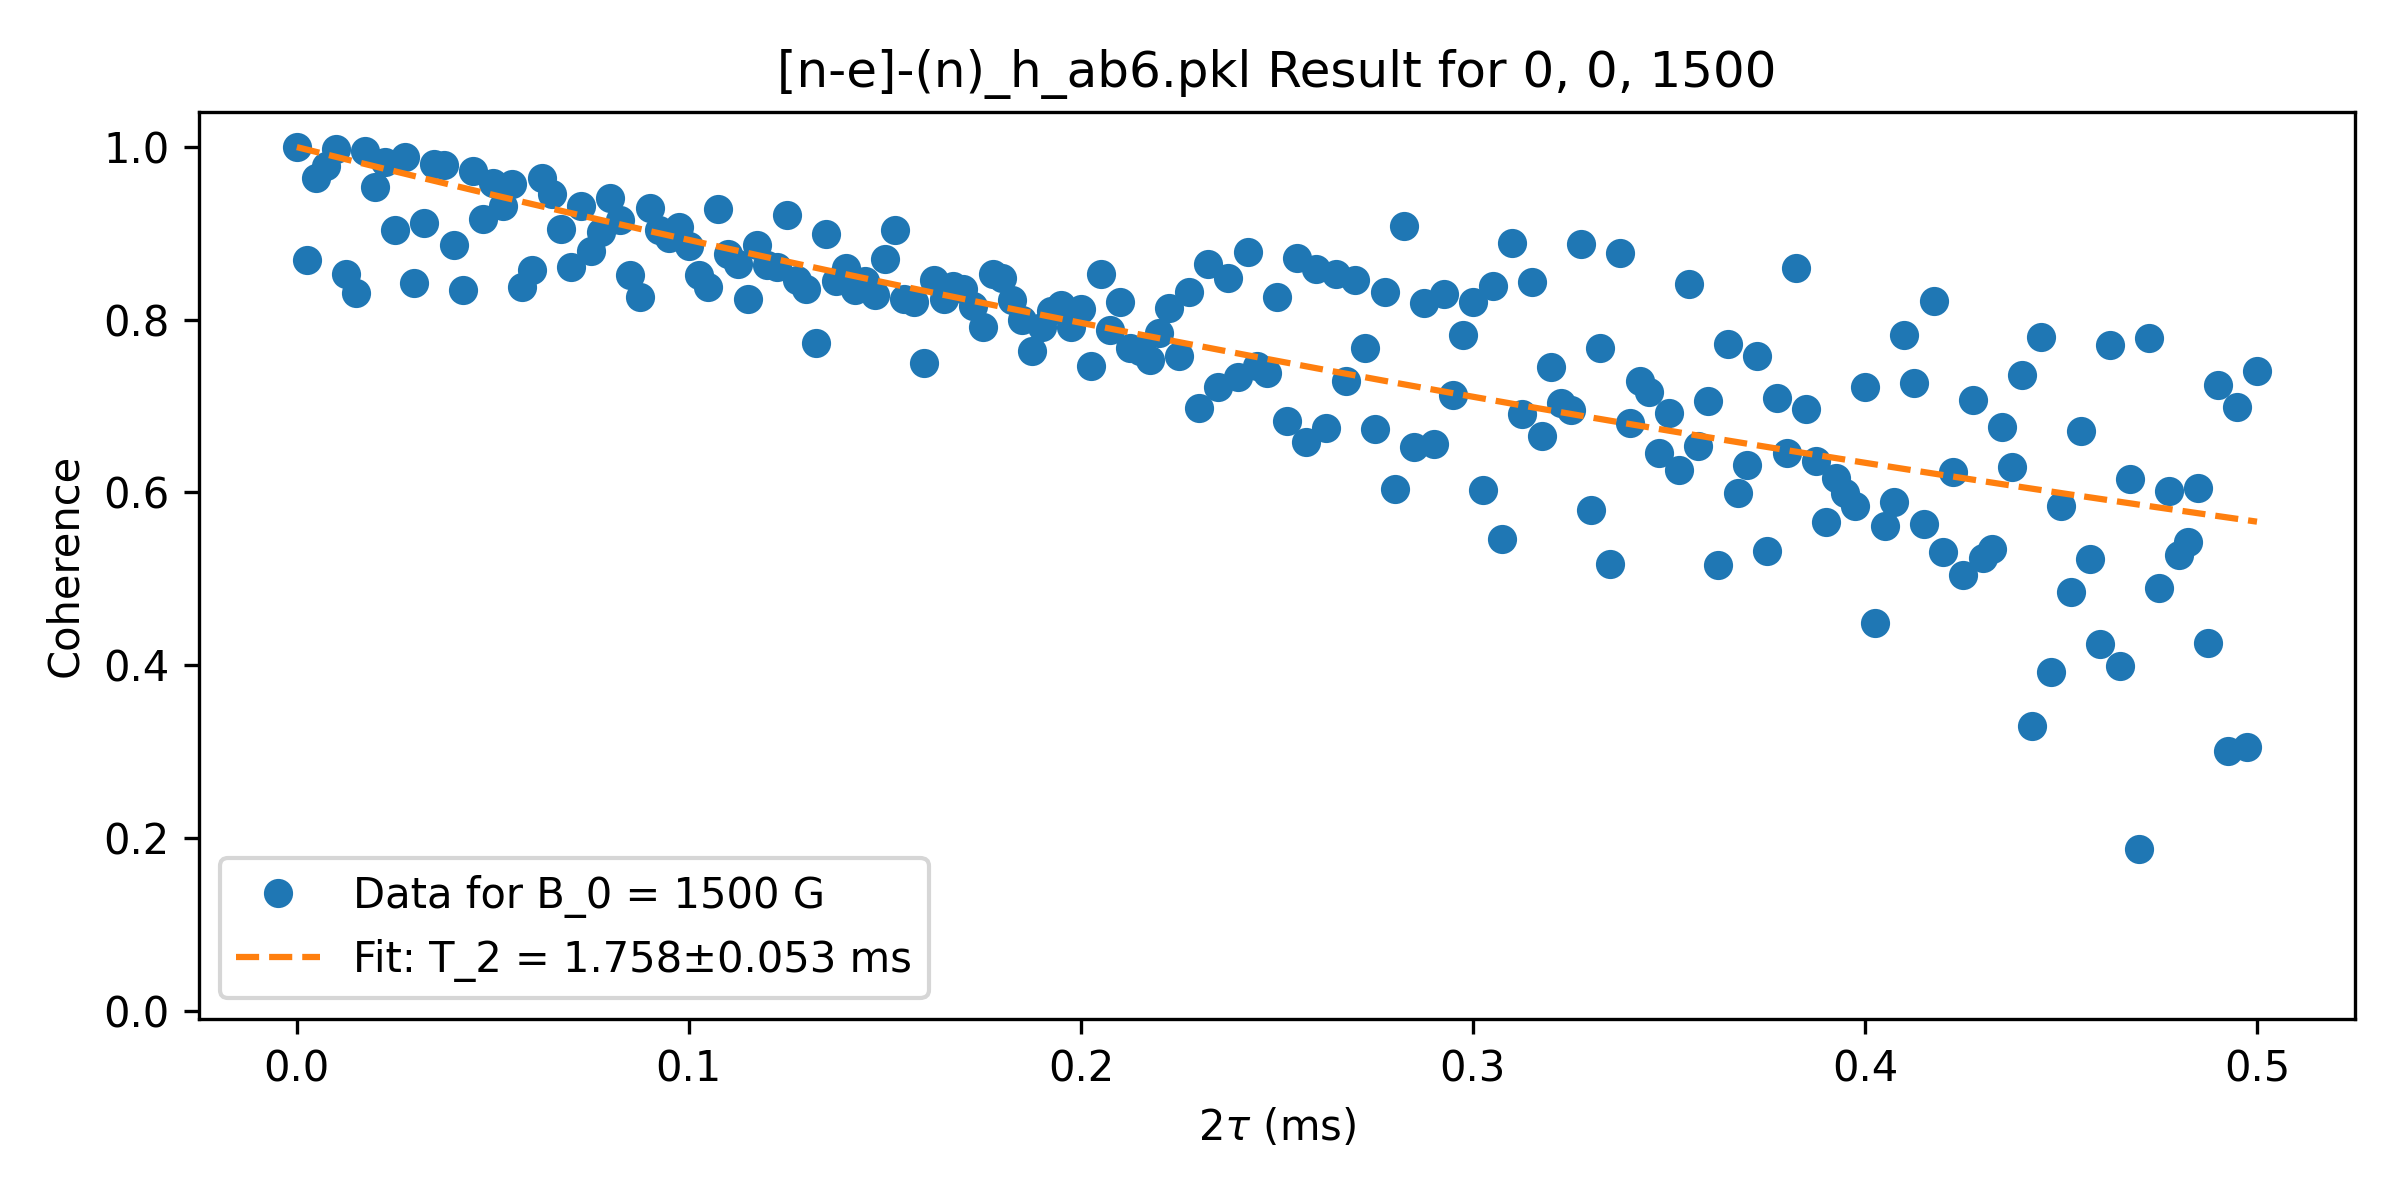 [n-e]-(n)_h_ab6.pkl Result for 0, 0, 1500
1.0
0.8
0.6
0.4
0.2
0.0
Coherence
Data for B_0 = 1500 G
Fit: T_2 = 1.758±0.053 ms
0.0 0.1 0.2 0.3 0.4 0.5
2τ (ms)